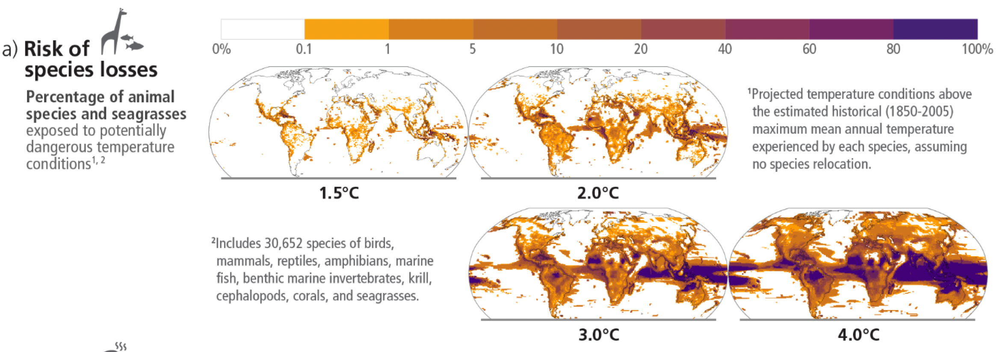 0% 0.1 1 5 10 20 40 60 80 100%
a) Risk of
species losses
Percentage of animal
species and seagrasses
exposed to potentially
dangerous temperature
conditions¹, ²
1.5°C
2.0°C
¹Projected temperature conditions above
the estimated historical (1850-2005)
maximum mean annual temperature
experienced by each species, assuming
no species relocation.
²Includes 30,652 species of birds,
mammals, reptiles, amphibians, marine
fish, benthic marine invertebrates, krill,
cephalopods, corals, and seagrasses.
3.0°C
4.0°C